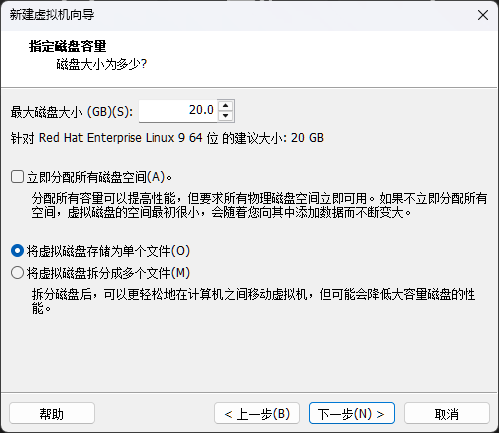 新建虚拟机向导
指定磁盘容量
磁盘大小为多少?
最大磁盘大小 (GB)(S): 20.0
针对 Red Hat Enterprise Linux 9 64 位 的建议大小: 20 GB
立即分配所有磁盘空间(A)。
分配所有容量可以提高性能，但要求所有物理磁盘空间立即可用。如果不立即分配所有
空间，虚拟磁盘的空间最初很小，会随着您向其中添加数据而不断变大。
将虚拟磁盘存储为单个文件(O)
将虚拟磁盘拆分成多个文件(M)
拆分磁盘后，可以更轻松地在计算机之间移动虚拟机，但可能会降低大容量磁盘的性
能。
帮助 < 上一步(B) 下一步(N) > 取消